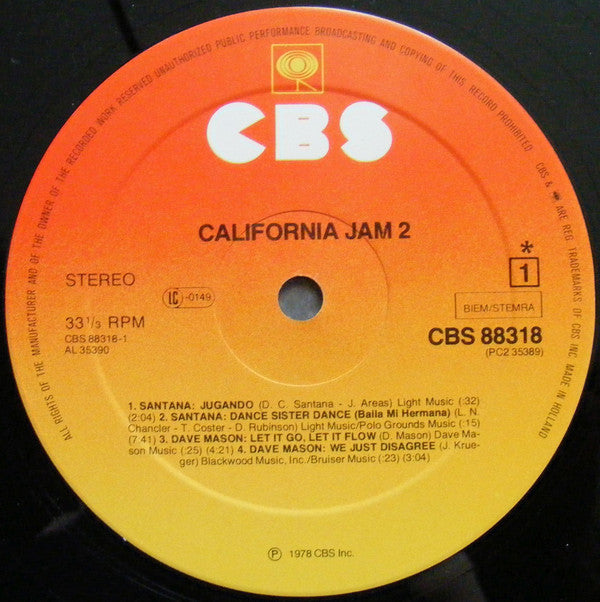 ALL RIGHTS OF THE MANUFACTURER AND OF THE OWNER OF THE RECORDED WORK RESERVED UNAUTHORIZED PUBLIC PERFORMANCE BROADCASTING AND COPYING OF THIS RECORD PROHIBITED CBS & ARE REG TRADEMARKS OF CBS INC MADE IN HOLLAND
CBS
CALIFORNIA JAM 2
STEREO
LC-0149
*
1
BIEM/STEMRA
33 1/3 RPM
CBS 88318-1
AL 35390
CBS 88318
(PC2 35389)
1. SANTANA: JUGANDO (D. C. Santana - J. Areas) Light Music (:32)
(2:04) 2. SANTANA: DANCE SISTER DANCE (Baila Mi Hermana) (L. N.
Chancler - T. Coster - D. Rubinson) Light Music/Polo Grounds Music (:15)
(7:41) 3. DAVE MASON: LET IT GO, LET IT FLOW (D. Mason) Dave Ma-
son Music (:25) (4:21) 4. DAVE MASON: WE JUST DISAGREE (J. Krue-
ger) Blackwood Music, Inc./Bruiser Music (:23) (3:04)
℗ 1978 CBS Inc.